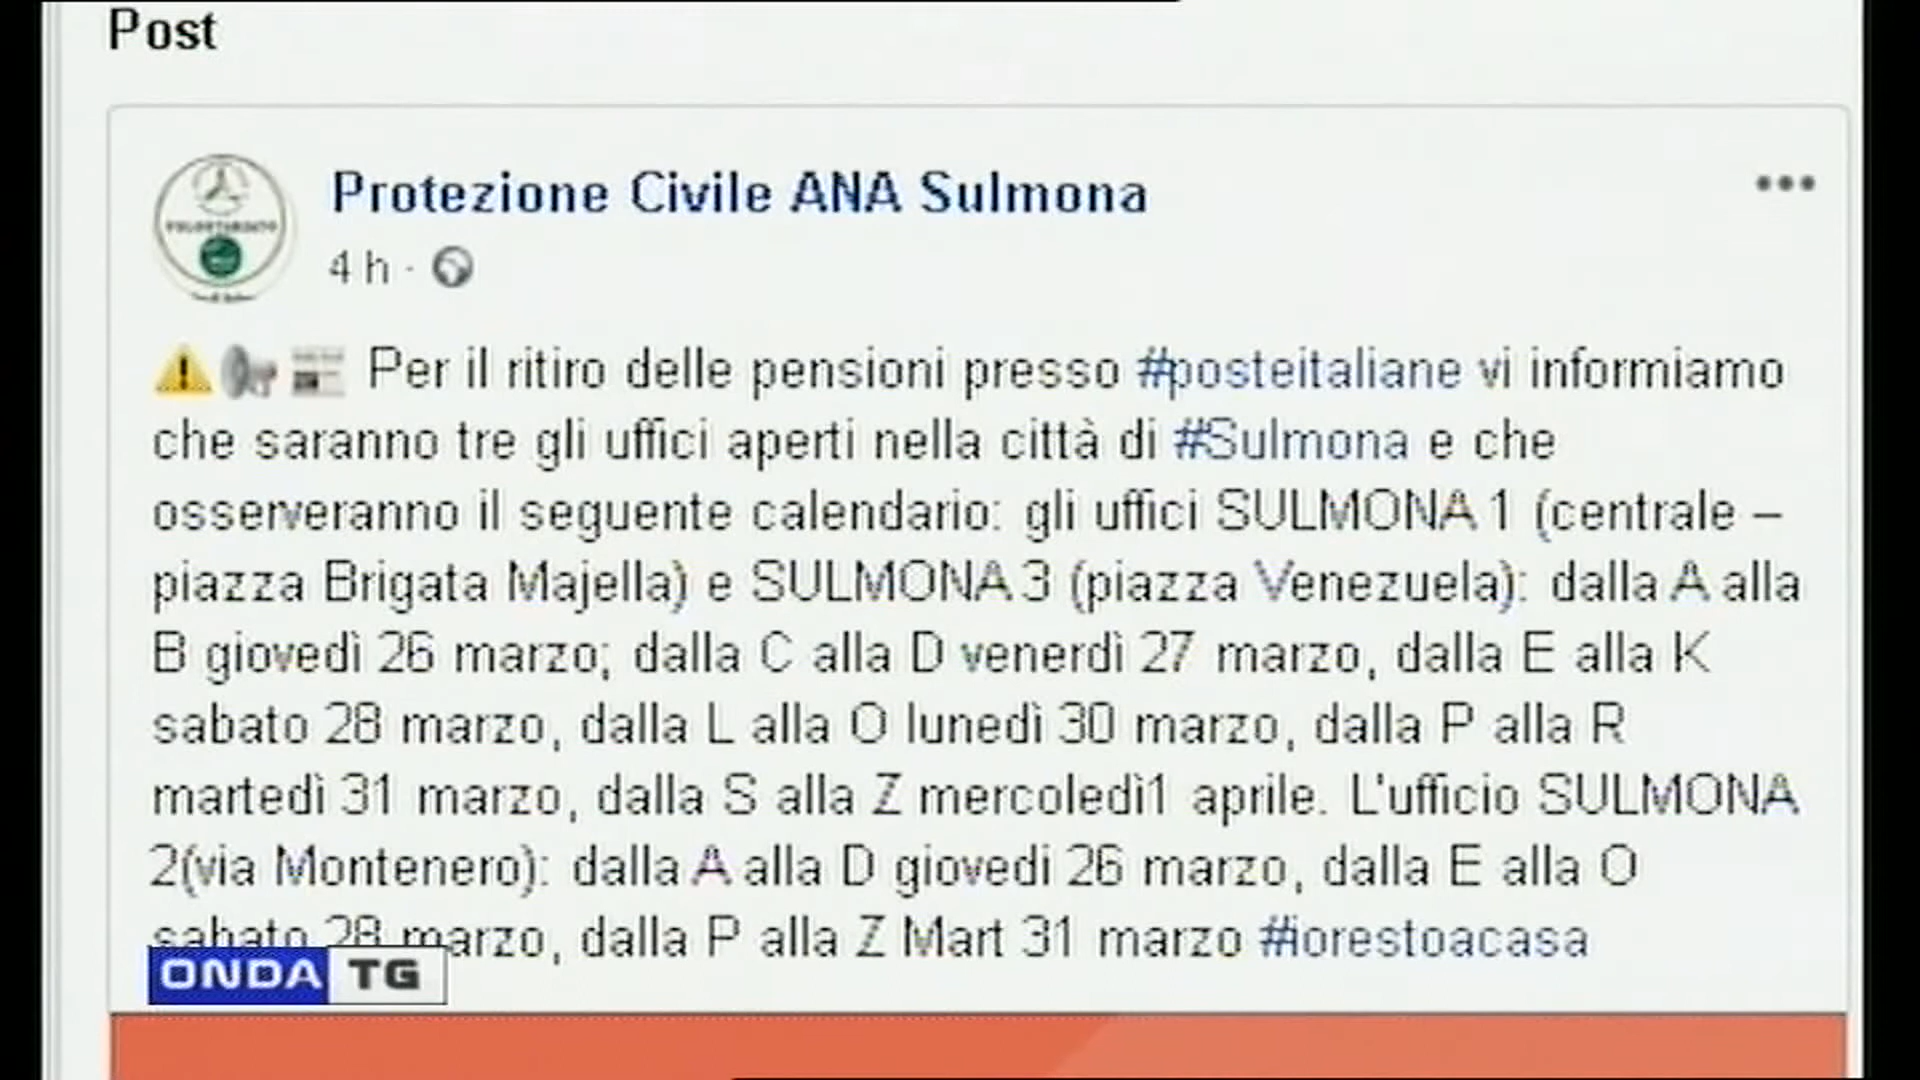 Post
Protezione Civile ANA Sulmona
4 h ·
Per il ritiro delle pensioni presso #posteitaliane vi informiamo
che saranno tre gli uffici aperti nella città di #Sulmona e che
osserveranno il seguente calendario: gli uffici SULMONA 1 (centrale –
piazza Brigata Majella) e SULMONA 3 (piazza Venezuela): dalla A alla
B giovedì 26 marzo; dalla C alla D venerdì 27 marzo, dalla E alla K
sabato 28 marzo, dalla L alla O lunedì 30 marzo, dalla P alla R
martedì 31 marzo, dalla S alla Z mercoledì1 aprile. L'ufficio SULMONA
2(via Montenero): dalla A alla D giovedi 26 marzo, dalla E alla O
sabato 28 marzo, dalla P alla Z Mart 31 marzo #iorestoacasa
ONDA TG